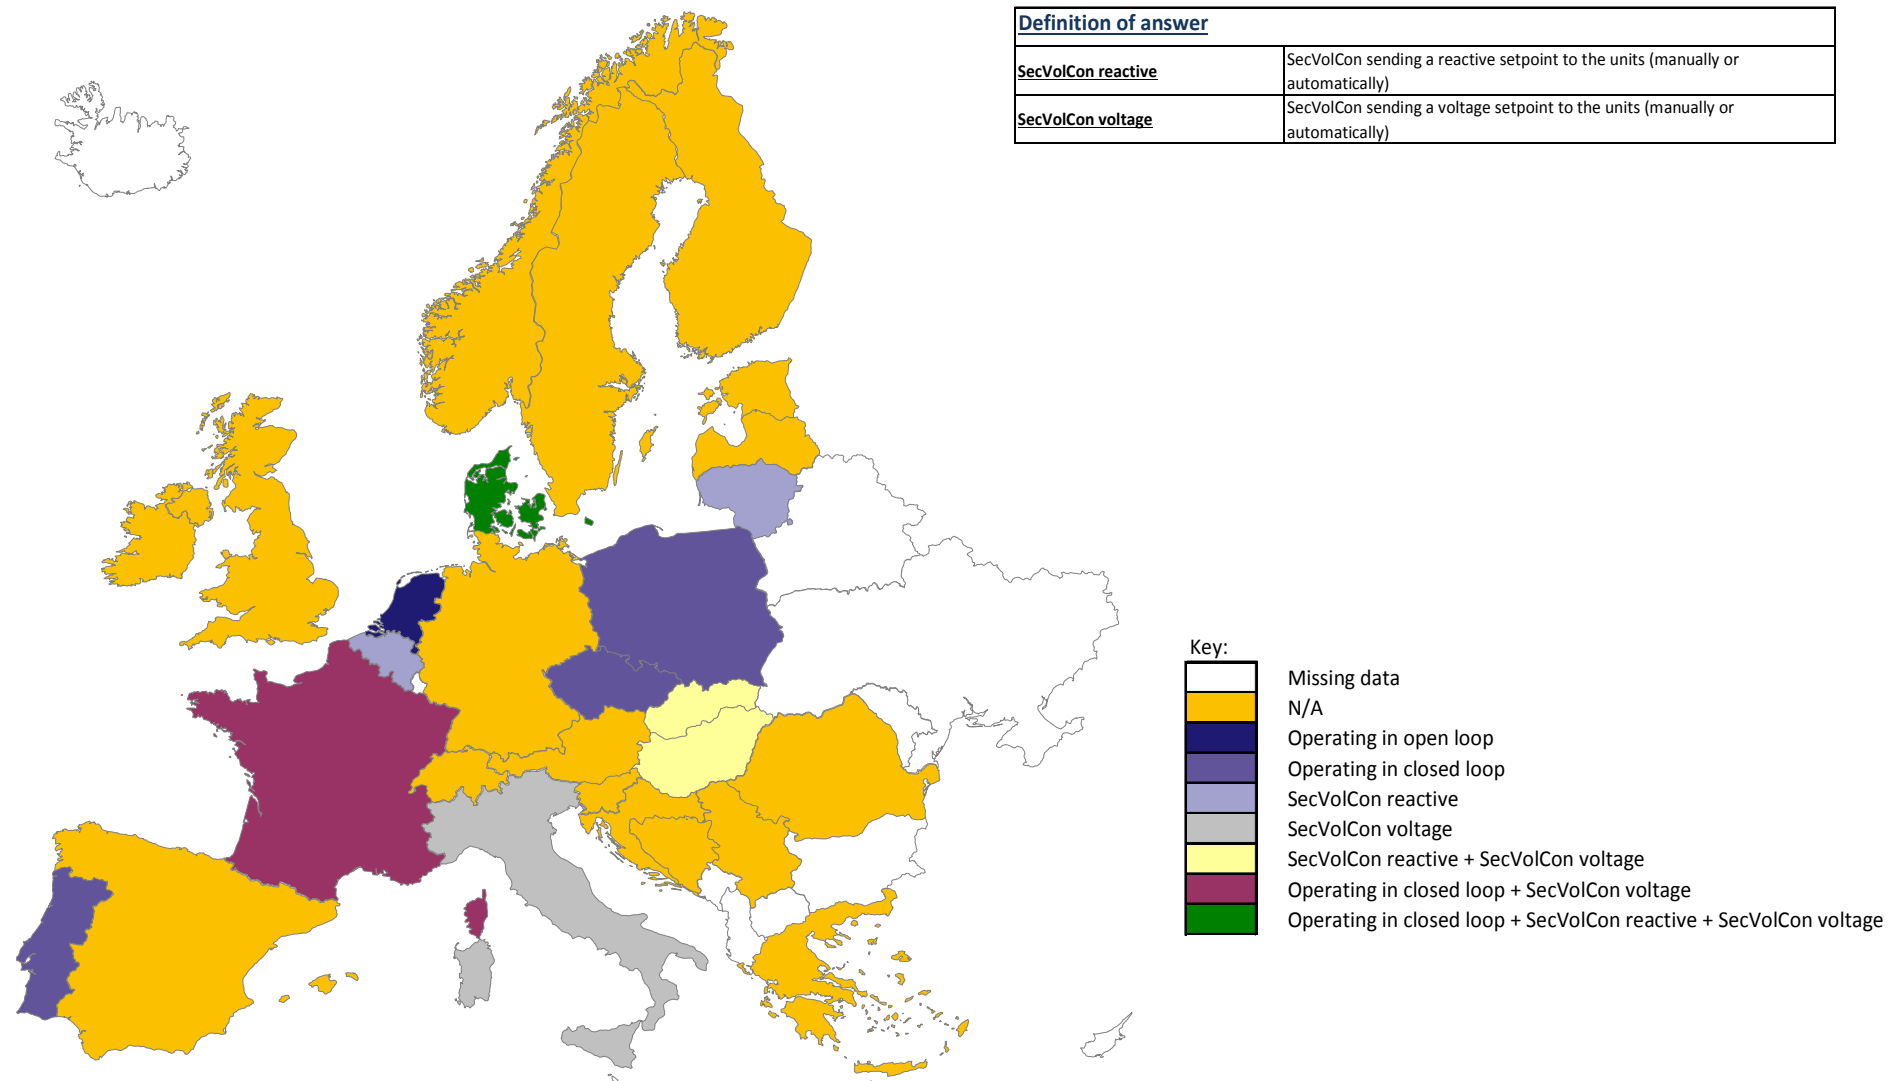 Definition of answer
SecVolCon reactive
SecVolCon sending a reactive setpoint to the units (manually or
automatically)
SecVolCon voltage
SecVolCon sending a voltage setpoint to the units (manually or
automatically)
Key:
Missing data
N/A
Operating in open loop
Operating in closed loop
SecVolCon reactive
SecVolCon voltage
SecVolCon reactive + SecVolCon voltage
Operating in closed loop + SecVolCon voltage
Operating in closed loop + SecVolCon reactive + SecVolCon voltage